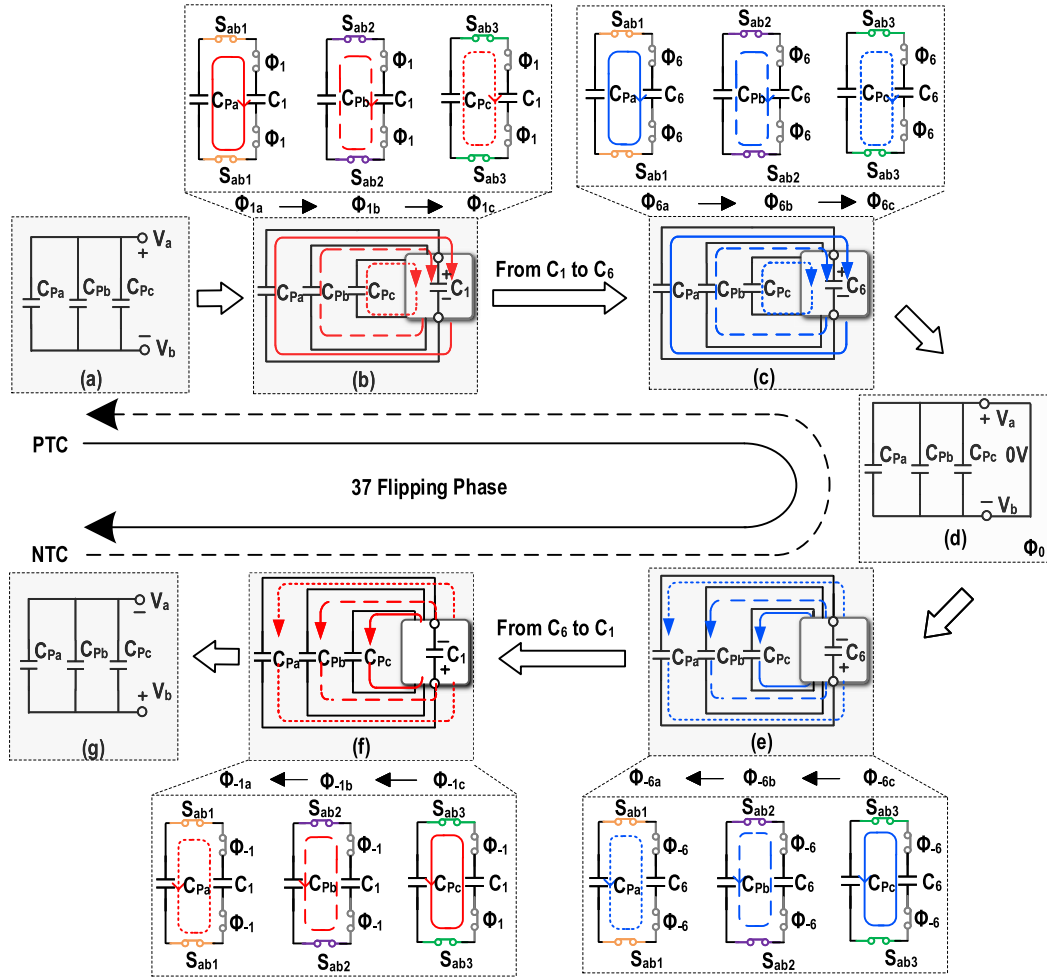 Sab1 Sab2 Sab3 Sab1 Sab2 Sab3
Φ1 Φ1 Φ1 Φ6 Φ6 Φ6
CPa C1 CPb C1 CPc C1 CPa C6 CPb C6 CPc C6
Φ1 Φ1 Φ1 Φ6 Φ6 Φ6
Sab1 Sab2 Sab3 Sab1 Sab2 Sab3
Φ1a Φ1b Φ1c Φ6a Φ6b Φ6c
Va
+
CPa CPb CPc
−
Vb
(a)
+
CPa CPb CPc C1
−
(b)
From C1 to C6
+
CPa CPb CPc C6
−
(c)
PTC
37 Flipping Phase
NTC
+ Va
CPa CPb CPc 0V
− Vb
(d)
Φ0
Va
−
CPa CPb CPc
+
Vb
(g)
−
CPa CPb CPc C1
+
(f)
From C6 to C1
−
CPa CPb CPc C6
+
(e)
Φ-1a Φ-1b Φ-1c Φ-6a Φ-6b Φ-6c
Sab1 Sab2 Sab3 Sab1 Sab2 Sab3
Φ-1 Φ-1 Φ-1 Φ-6 Φ-6 Φ-6
CPa C1 CPb C1 CPc C1 CPa C6 CPb C6 CPc C6
Φ-1 Φ-1 Φ1 Φ-6 Φ-6 Φ-6
Sab1 Sab2 Sab3 Sab1 Sab2 Sab3